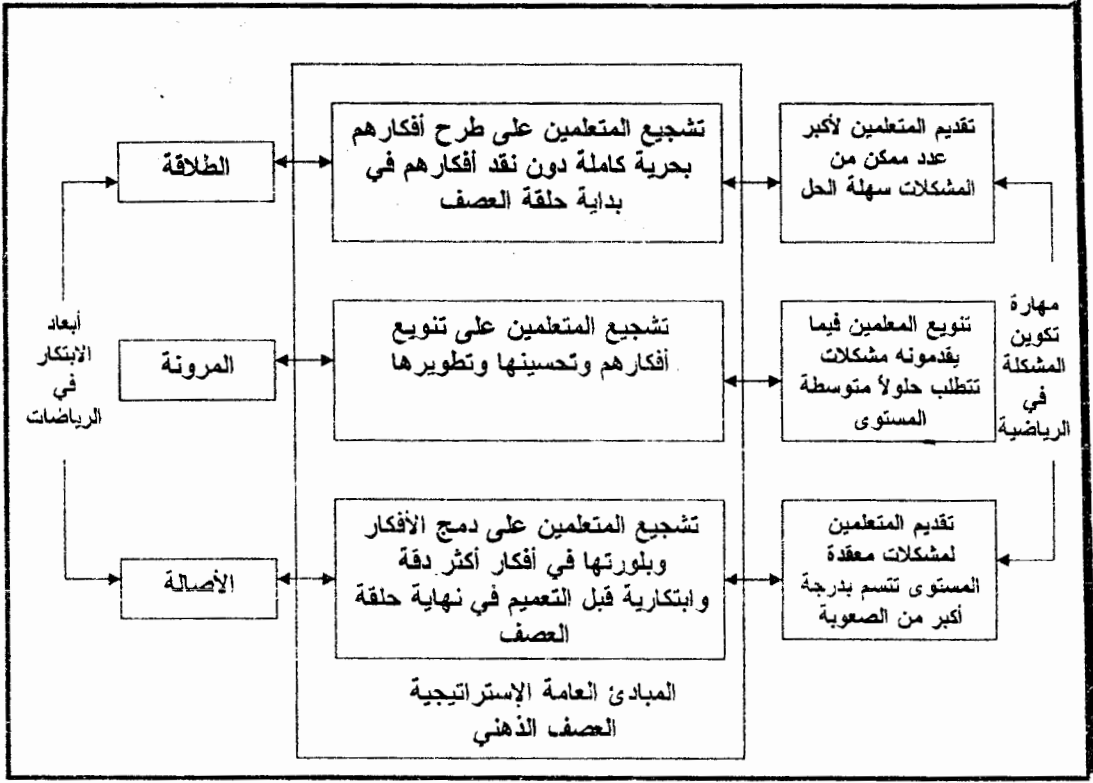 تقديم المتعلمين لأكبر
عدد ممكن من
المشكلات سهلة الحل
تشجيع المتعلمين على طرح أفكارهم
بحرية كاملة دون نقد أفكارهم في
بداية حلقة العصف
الطلاقة
مهارة
تكوين
المشكلة
في
الرياضية
تنويع المعلمين فيما
يقدمونه مشكلات
تتطلب حلولاً متوسطة
المستوى
تشجيع المتعلمين على تنويع
أفكارهم وتحسينها وتطويرها
المرونة
أبعاد
الابتكار
في
الرياضات
تقديم المتعلمين
لمشكلات معقدة
المستوى تتسم بدرجة
أكبر من الصعوبة
تشجيع المتعلمين على دمج الأفكار
وبلورتها في أفكار أكثر دقة
وابتكارية قبل التعميم في نهاية حلقة
العصف
الأصالة
المبادئ العامة الإستراتيجية
العصف الذهني